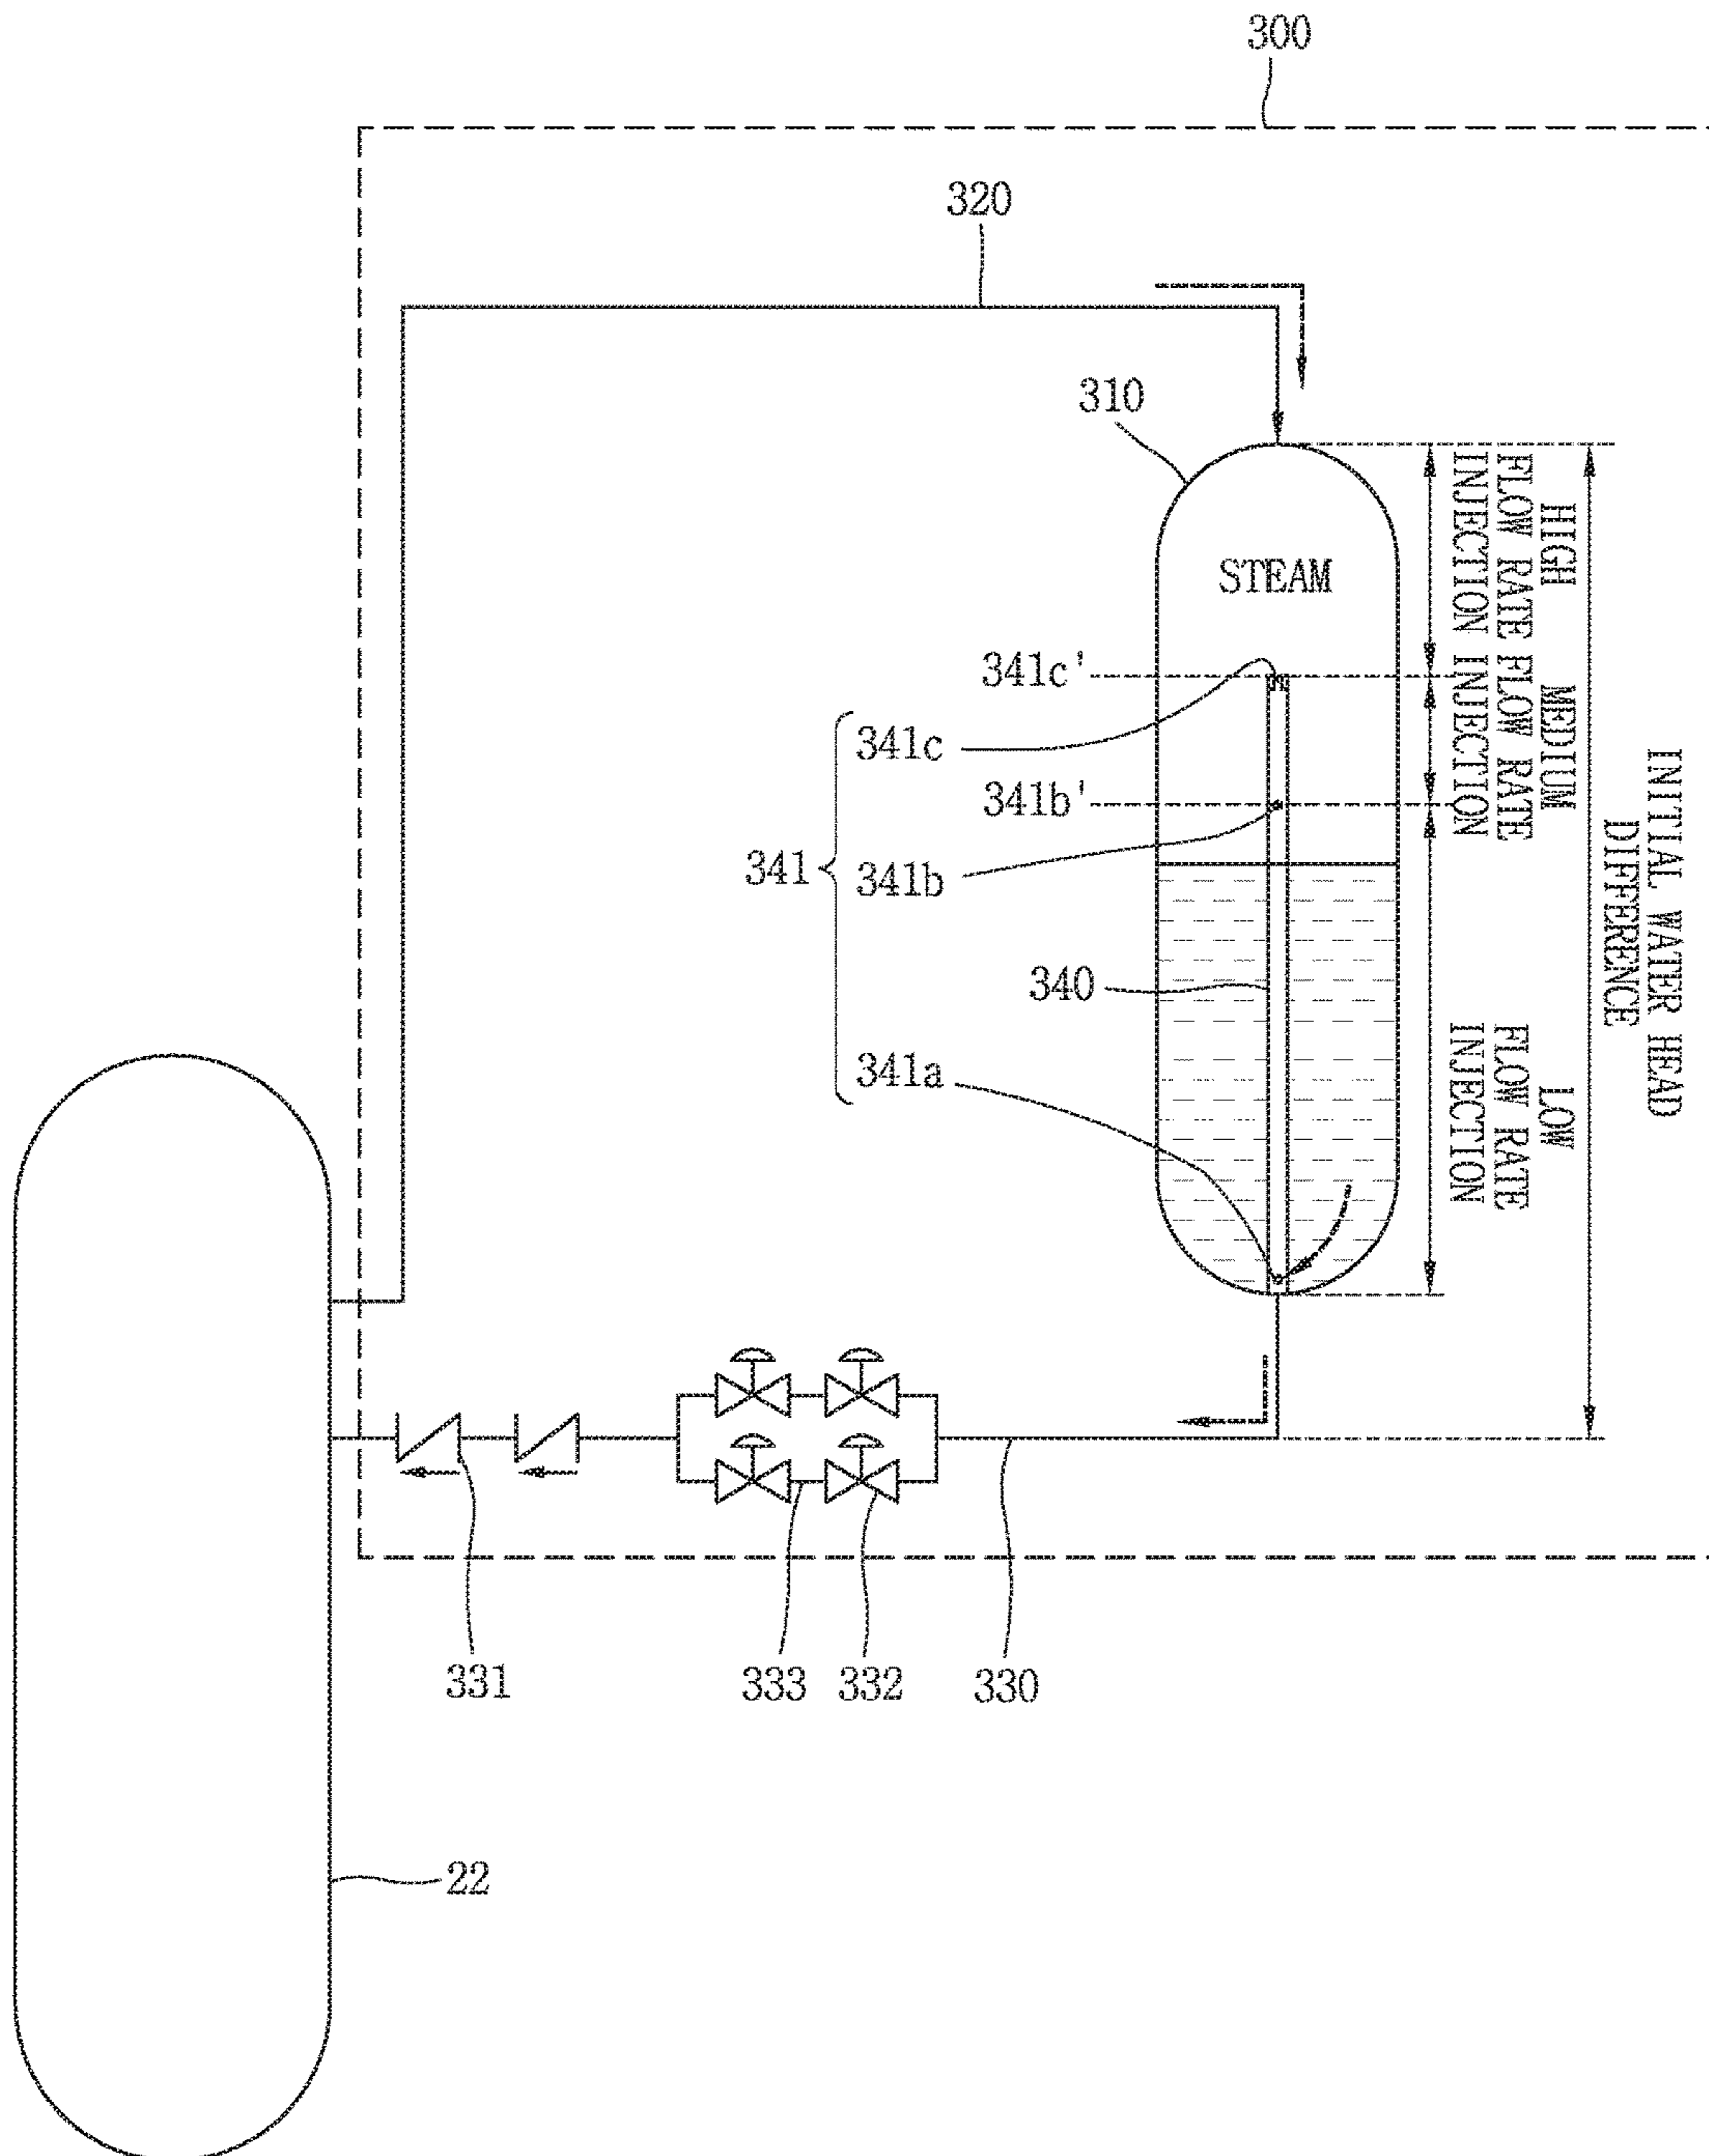 300
320
310
STEAM
HIGH
FLOW RATE
INJECTION
341c'
MEDIUM
FLOW RATE
INJECTION
341c
341b'
341
341b
INITIAL WATER HEAD
DIFFERENCE
340
341a
LOW
FLOW RATE
INJECTION
331
333
332
330
22